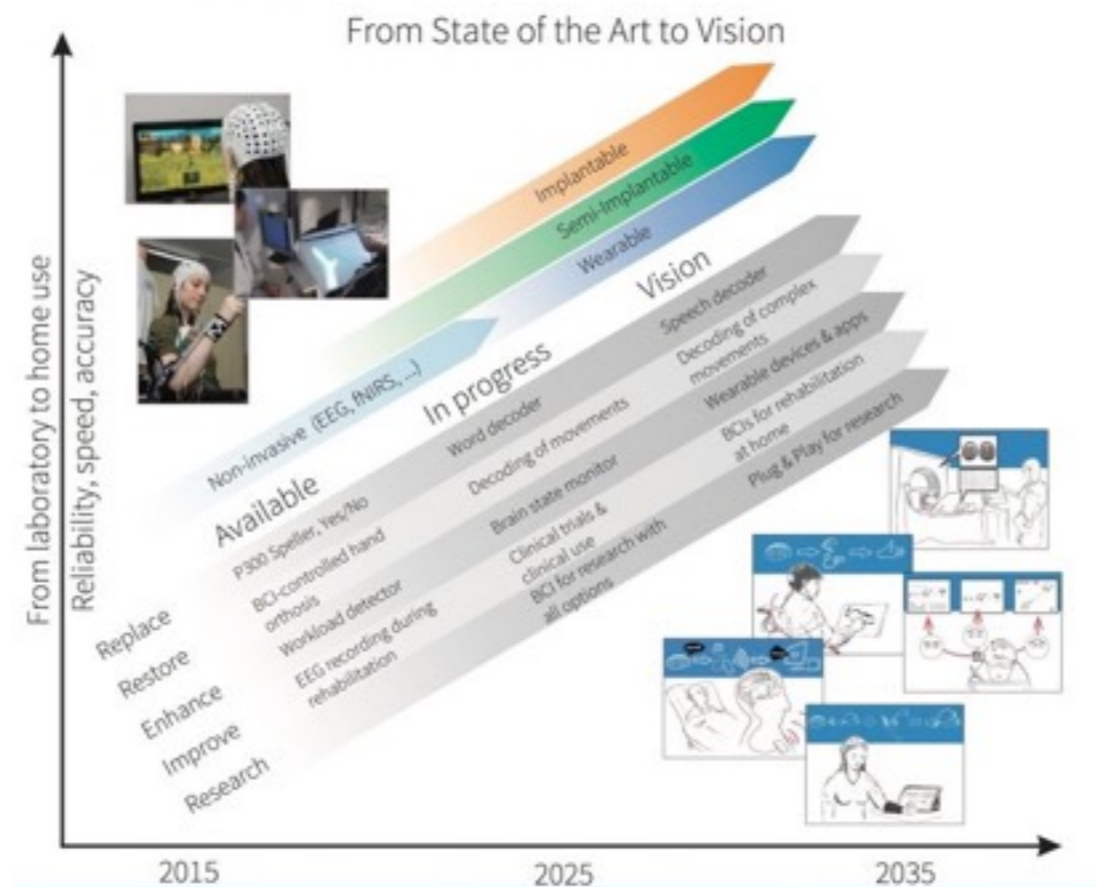 From State of the Art to Vision
From laboratory to home use
Reliability, speed, accuracy
Implantable
Semi-Implantable
Wearable
Non-invasive (EEG, fNIRS, ...)
Available
In progress
Vision
Replace
P300 Speller, Yes/No
Word decoder
Speech decoder
Restore
BCI-controlled hand
orthosis
Decoding of movements
Decoding of complex
movements
Enhance
Workload detector
Brain state monitor
Wearable devices & apps
Improve
EEG recording during
rehabilitation
Clinical trials &
clinical use
BCIs for rehabilitation
at home
Research
BCI for research with
all options
Plug & Play for research
2015
2025
2035